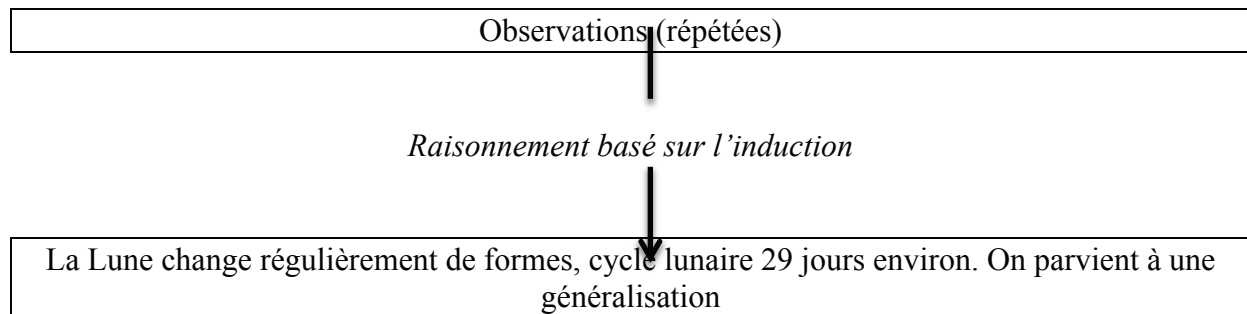 Observations (répétées)
Raisonnement basé sur l’induction
La Lune change régulièrement de formes, cycle lunaire 29 jours environ. On parvient à une
généralisation